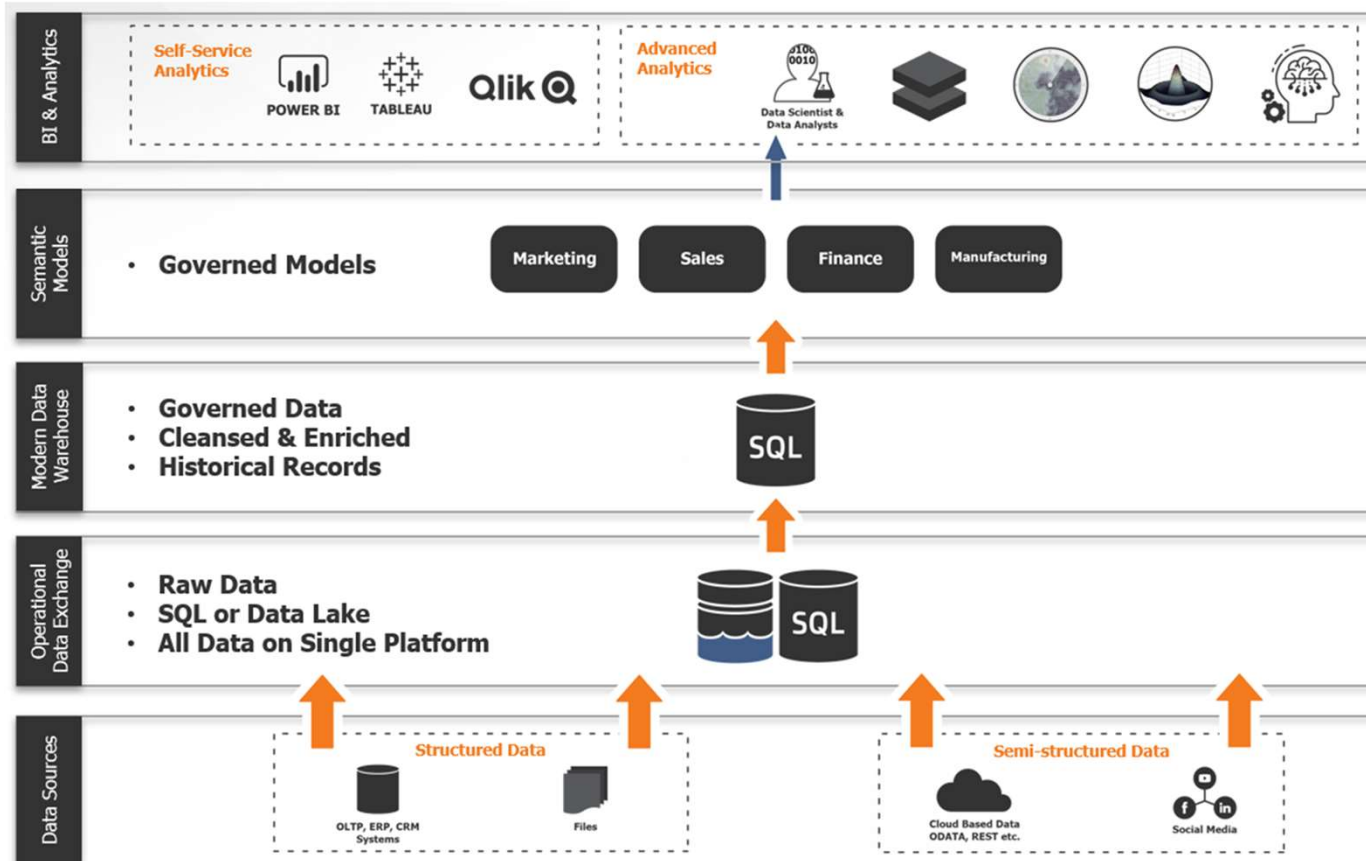 BI & Analytics
Self-Service
Analytics
POWER BI
TABLEAU
Qlik Q
Advanced
Analytics
0100
0010
Data Scientist &
Data Analysts
Semantic
Models
• Governed Models
Marketing
Sales
Finance
Manufacturing
Modern Data
Warehouse
• Governed Data
• Cleansed & Enriched
• Historical Records
SQL
Operational
Data Exchange
• Raw Data
• SQL or Data Lake
• All Data on Single Platform
SQL
Data Sources
Structured Data
OLTP, ERP, CRM
Systems
Files
Semi-structured Data
Cloud Based Data
ODATA, REST etc.
f
in
Social Media